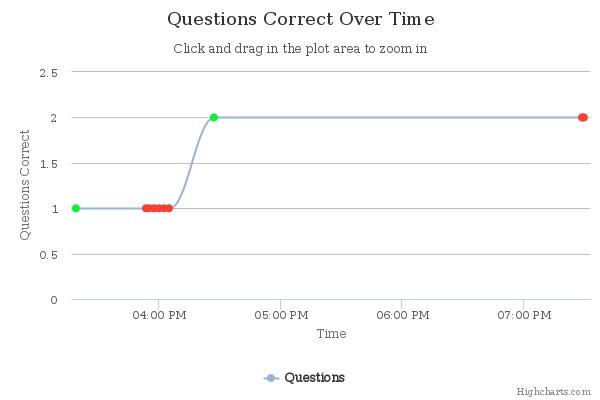 Questions Correct Over Time
Click and drag in the plot area to zoom in
Questions Correct
2.5
2
1.5
1
0.5
0
04:00 PM
05:00 PM
06:00 PM
07:00 PM
Time
Questions
Highcharts.com